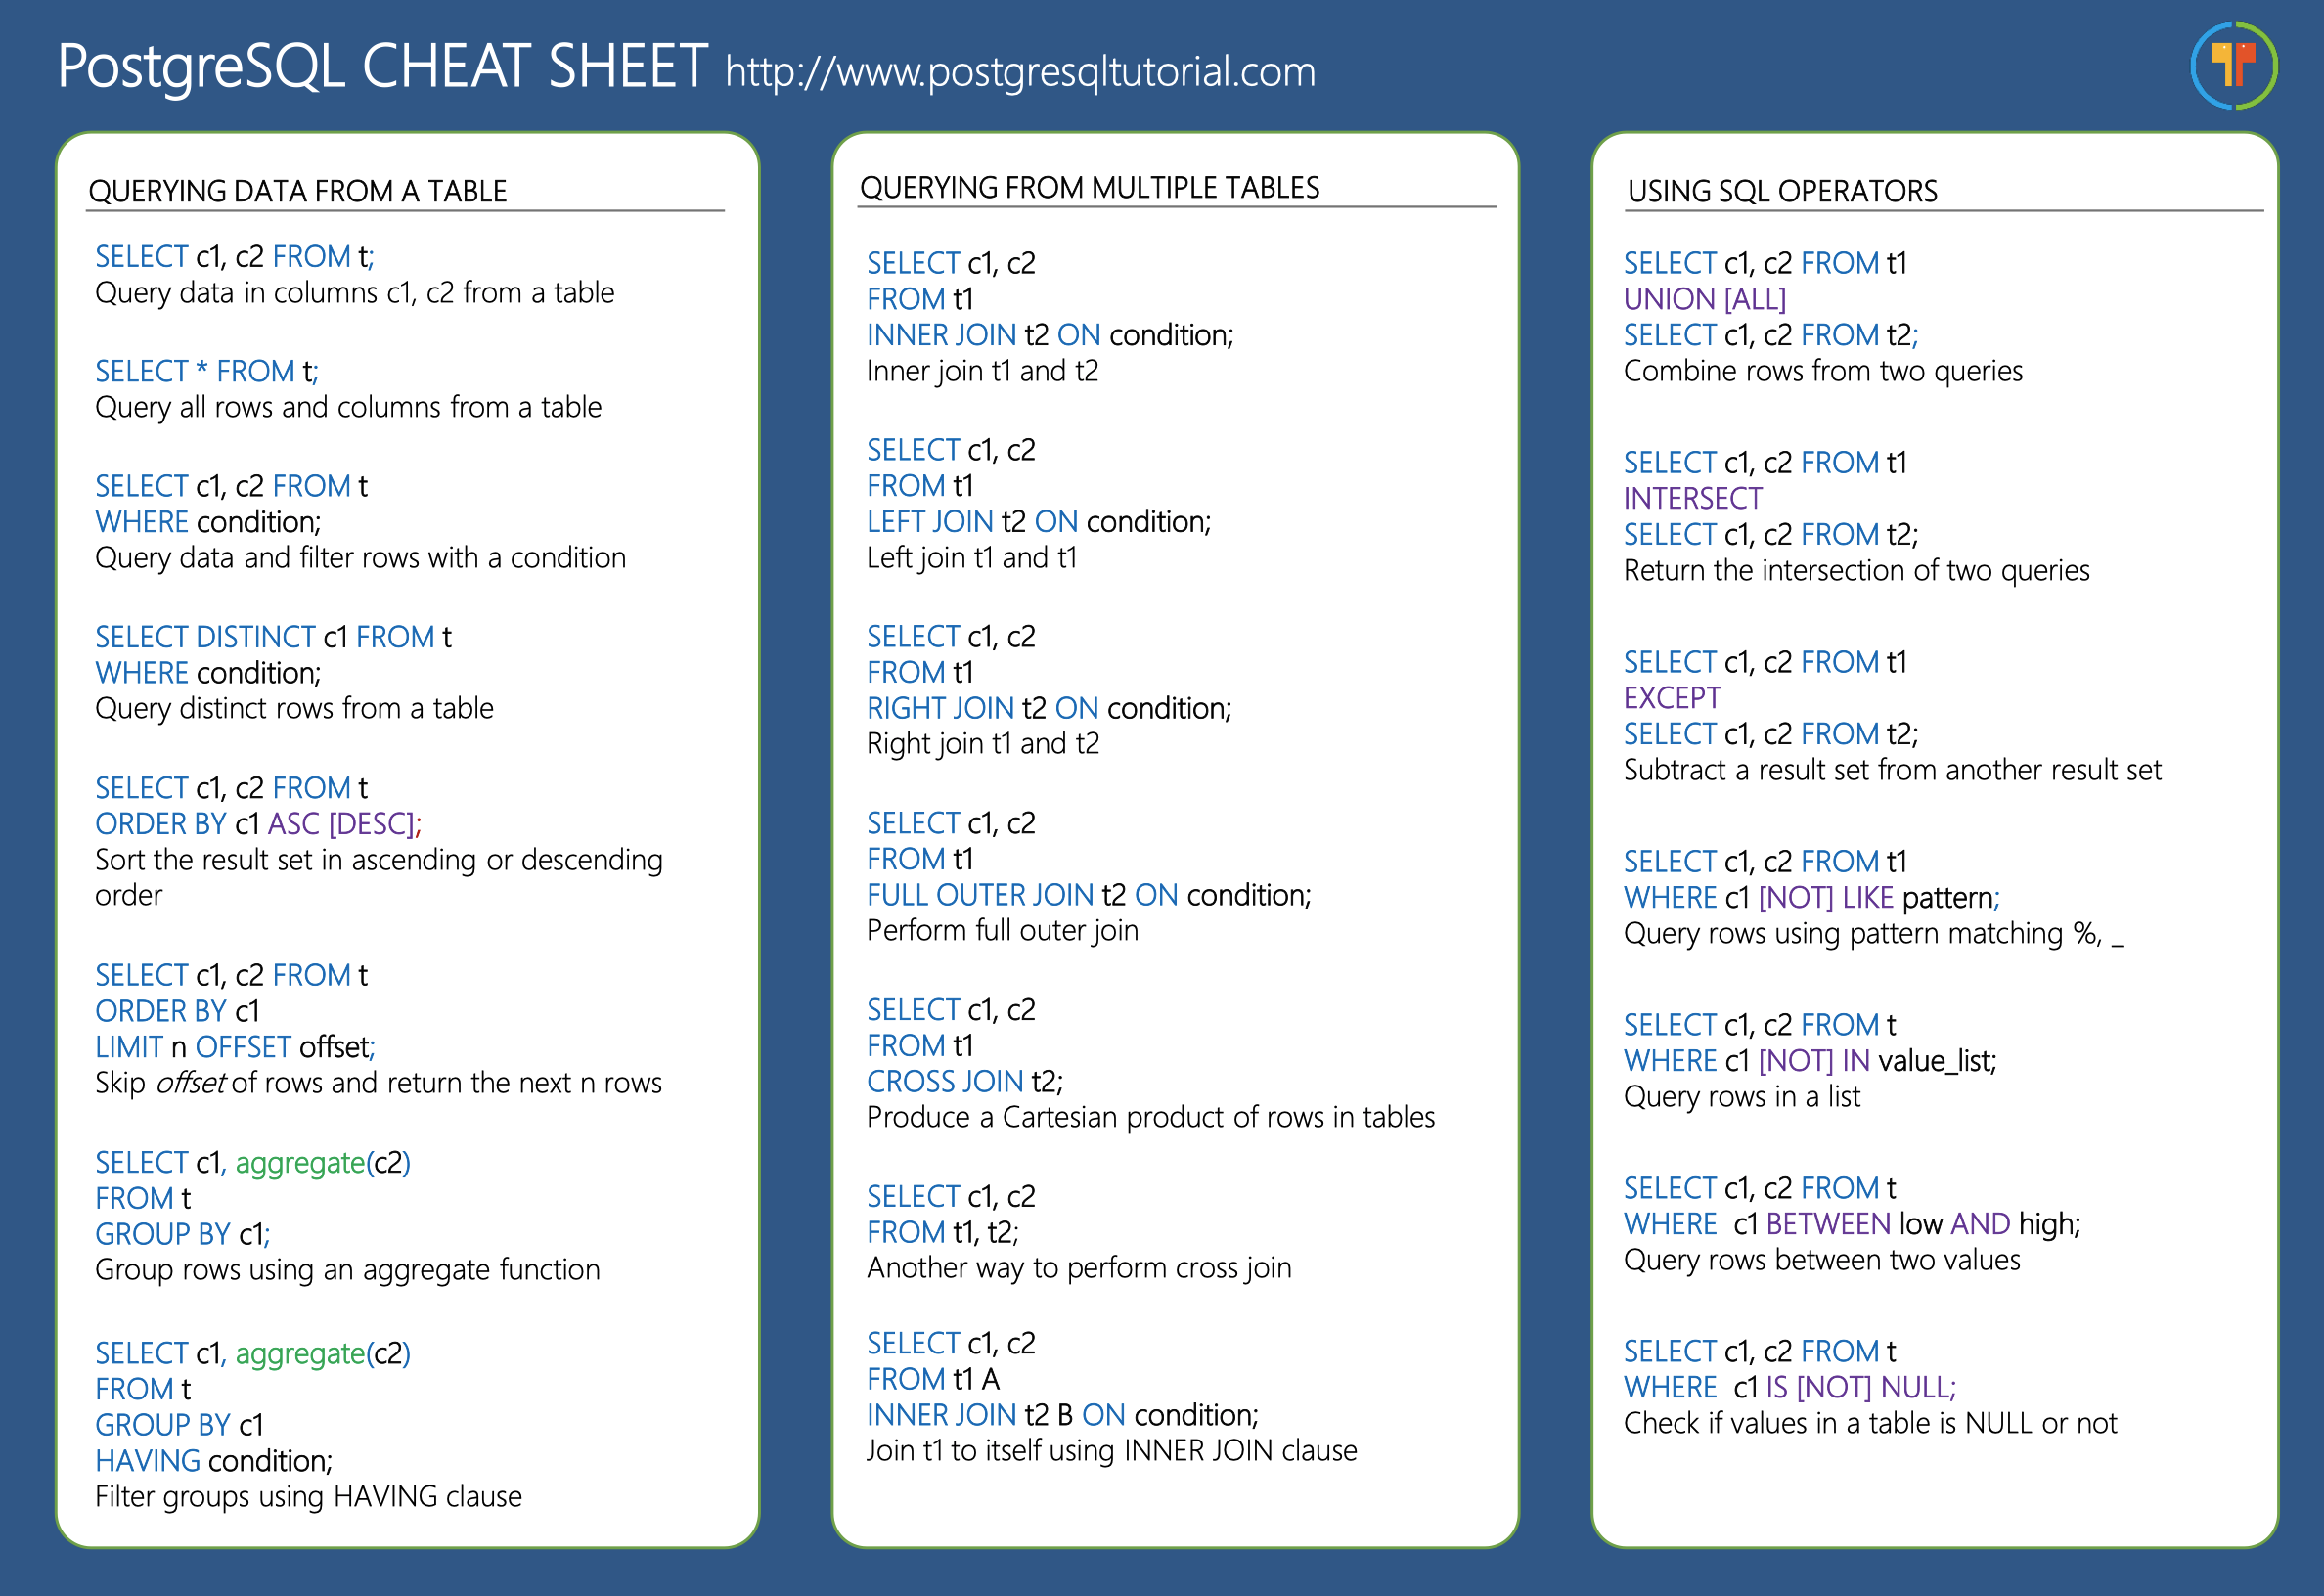 PostgreSQL CHEAT SHEET http://www.postgresqltutorial.com
QUERYING DATA FROM A TABLE
SELECT c1, c2 FROM t;
Query data in columns c1, c2 from a table
SELECT * FROM t;
Query all rows and columns from a table
SELECT c1, c2 FROM t
WHERE condition;
Query data and filter rows with a condition
SELECT DISTINCT c1 FROM t
WHERE condition;
Query distinct rows from a table
SELECT c1, c2 FROM t
ORDER BY c1 ASC [DESC];
Sort the result set in ascending or descending
order
SELECT c1, c2 FROM t
ORDER BY c1
LIMIT n OFFSET offset;
Skip offset of rows and return the next n rows
SELECT c1, aggregate(c2)
FROM t
GROUP BY c1;
Group rows using an aggregate function
SELECT c1, aggregate(c2)
FROM t
GROUP BY c1
HAVING condition;
Filter groups using HAVING clause
QUERYING FROM MULTIPLE TABLES
SELECT c1, c2
FROM t1
INNER JOIN t2 ON condition;
Inner join t1 and t2
SELECT c1, c2
FROM t1
LEFT JOIN t2 ON condition;
Left join t1 and t1
SELECT c1, c2
FROM t1
RIGHT JOIN t2 ON condition;
Right join t1 and t2
SELECT c1, c2
FROM t1
FULL OUTER JOIN t2 ON condition;
Perform full outer join
SELECT c1, c2
FROM t1
CROSS JOIN t2;
Produce a Cartesian product of rows in tables
SELECT c1, c2
FROM t1, t2;
Another way to perform cross join
SELECT c1, c2
FROM t1 A
INNER JOIN t2 B ON condition;
Join t1 to itself using INNER JOIN clause
USING SQL OPERATORS
SELECT c1, c2 FROM t1
UNION [ALL]
SELECT c1, c2 FROM t2;
Combine rows from two queries
SELECT c1, c2 FROM t1
INTERSECT
SELECT c1, c2 FROM t2;
Return the intersection of two queries
SELECT c1, c2 FROM t1
EXCEPT
SELECT c1, c2 FROM t2;
Subtract a result set from another result set
SELECT c1, c2 FROM t1
WHERE c1 [NOT] LIKE pattern;
Query rows using pattern matching %, _
SELECT c1, c2 FROM t
WHERE c1 [NOT] IN value_list;
Query rows in a list
SELECT c1, c2 FROM t
WHERE  c1 BETWEEN low AND high;
Query rows between two values
SELECT c1, c2 FROM t
WHERE  c1 IS [NOT] NULL;
Check if values in a table is NULL or not